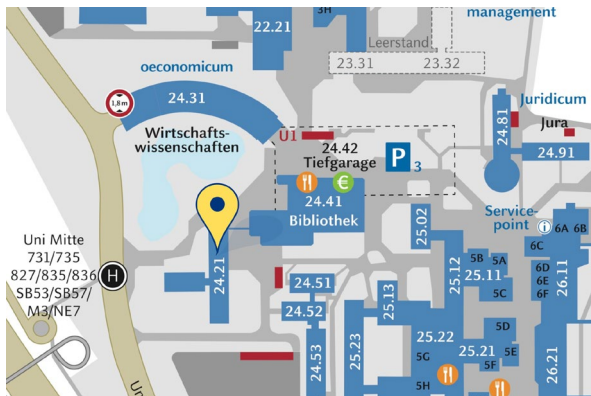 management
3H
22.21
Leerstand
23.31
23.32
oeconomicum
1,8m
24.31
Wirtschafts-
wissenschaften
U1
24.42
Tiefgarage
P 3
€
24.41
Bibliothek
Juridicum
Jura
24.81
24.91
Service-
point
i
6A 6B
6C
6D
6E
6F
26.11
26.21
25.02
25.12
5B
5A
25.11
5C
5D
25.22
5G
25.21
5E
5F
5H
25.13
25.23
24.51
24.52
24.53
24.21
Uni Mitte
731/735
827/835/836
SB53/SB57/
M3/NE7
H
Un